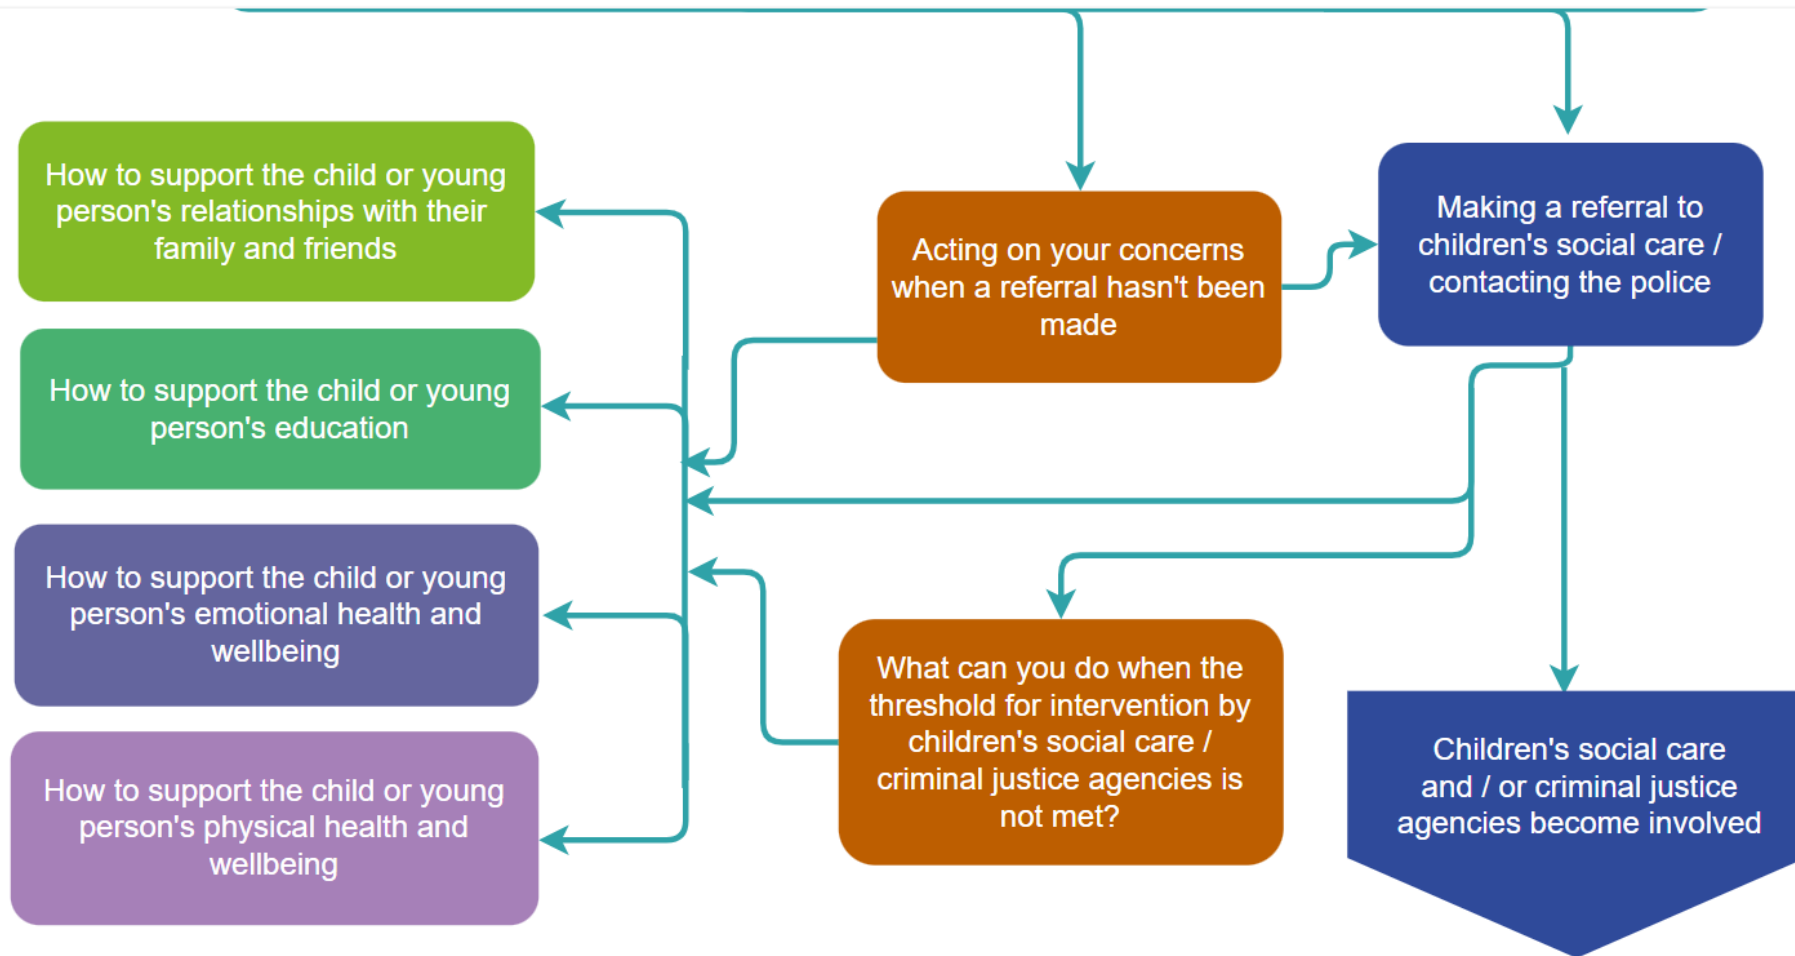 How to support the child or young
person's relationships with their
family and friends
Acting on your concerns
when a referral hasn't been
made
Making a referral to
children's social care /
contacting the police
How to support the child or young
person's education
How to support the child or young
person's emotional health and
wellbeing
What can you do when the
threshold for intervention by
children's social care /
criminal justice agencies is
not met?
Children's social care
and / or criminal justice
agencies become involved
How to support the child or young
person's physical health and
wellbeing